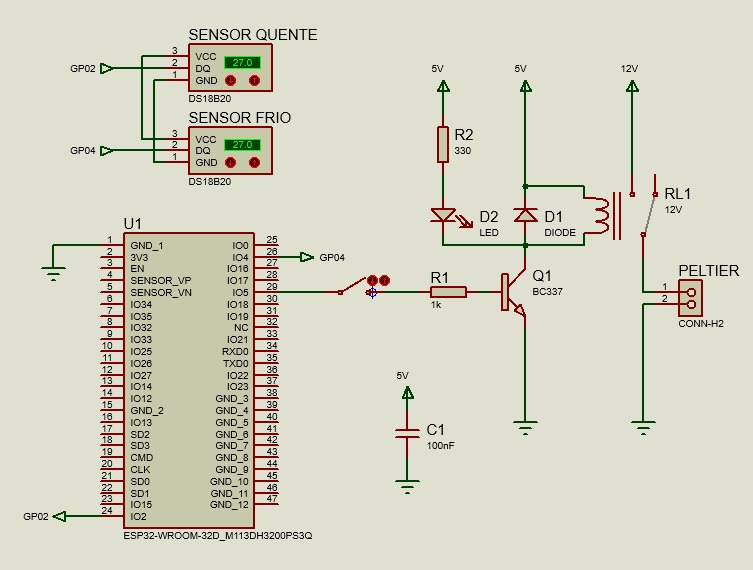 SENSOR QUENTE
3 VCC
GP02 2 DQ 27.0
1 GND
DS18B20
SENSOR FRIO
3 VCC
GP04 2 DQ 27.0
1 GND
DS18B20
5V
5V
12V
R2
330
D2
LED
D1
DIODE
RL1
12V
U1
1 GND_1 IO0 25
2 3V3 IO4 26 GP04
3 EN IO16 27
4 SENSOR_VP IO17 28
5 SENSOR_VN IO5 29
6 IO34 IO18 30
7 IO35 IO19 31
8 IO32 NC 32
9 IO33 IO21 33
10 IO25 RXD0 34
11 IO26 TXD0 35
12 IO27 IO22 36
13 IO14 IO23 37
14 IO12 GND_3 38
15 GND_2 GND_4 39
16 IO13 GND_5 40
17 SD2 GND_6 41
18 SD3 GND_7 42
19 CMD GND_8 43
20 CLK GND_9 44
21 SD0 GND_10 45
22 SD1 GND_11 46
23 IO15 GND_12 47
GP02 24 IO2
ESP32-WROOM-32D_M113DH3200PS3Q
R1
1k
Q1
BC337
PELTIER
1
2
CONN-H2
5V
C1
100nF